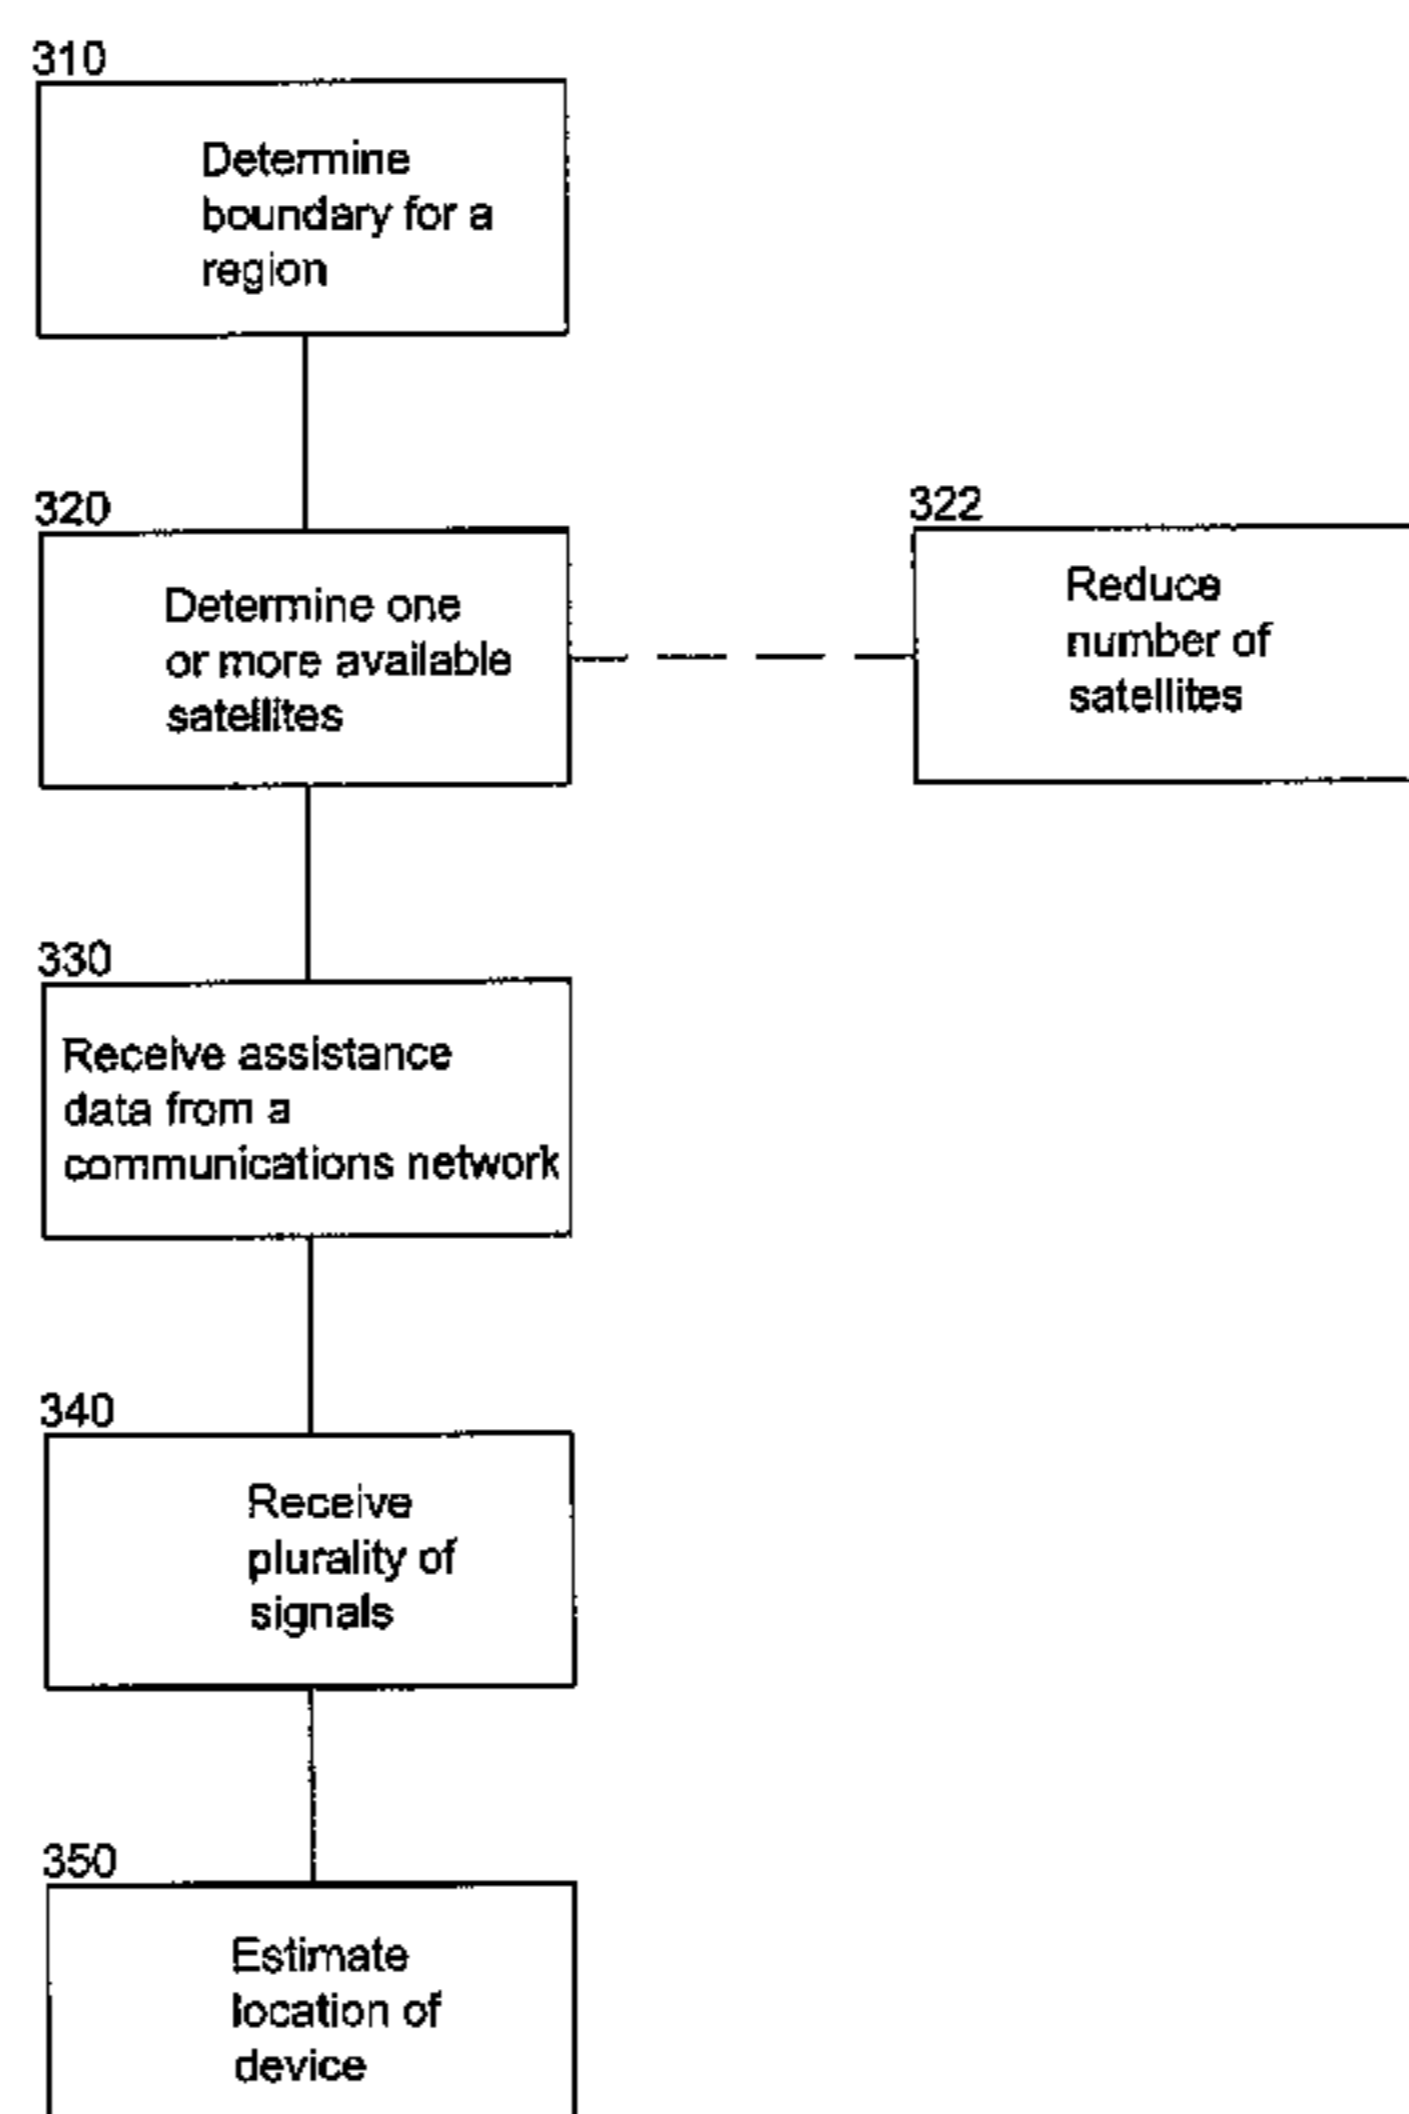 310
Determine
boundary for a
region
320
Determine one
or more available
satellites
322
Reduce
number of
satellites
330
Receive assistance
data from a
communications network
340
Receive
plurality of
signals
350
Estimate
location of
device